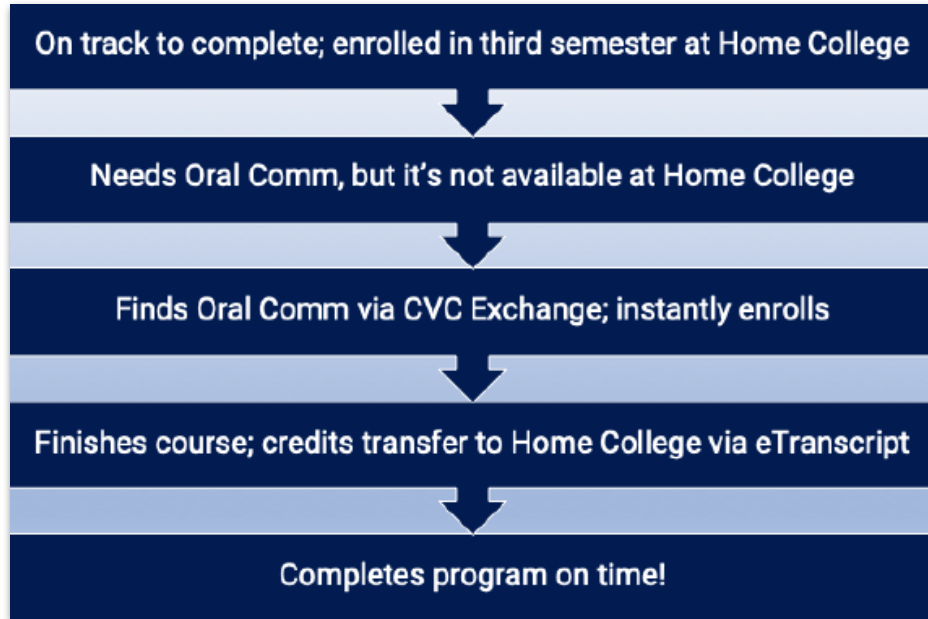 On track to complete; enrolled in third semester at Home College
Needs Oral Comm, but it's not available at Home College
Finds Oral Comm via CVC Exchange; instantly enrolls
Finishes course; credits transfer to Home College via eTranscript
Completes program on time!